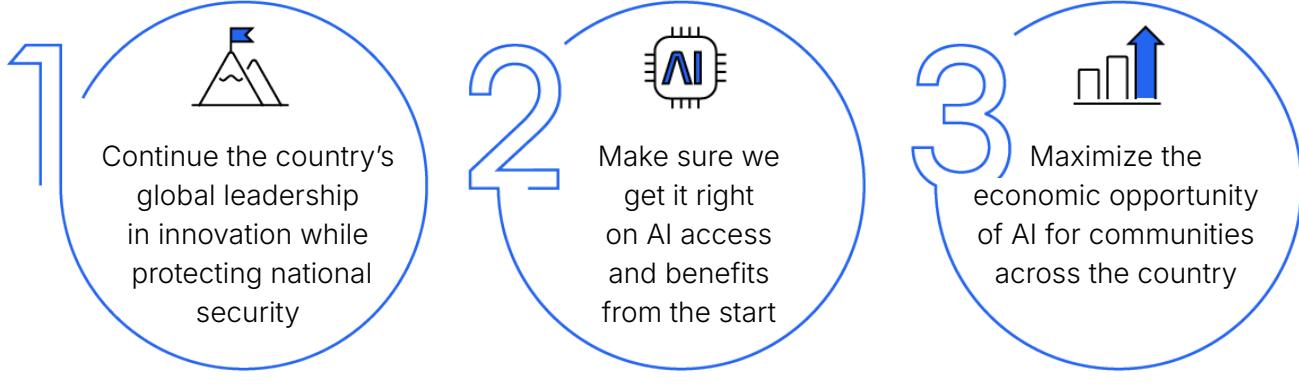 1
Continue the country’s
global leadership
in innovation while
protecting national
security
2
AI
Make sure we
get it right
on AI access
and benefits
from the start
3
Maximize the
economic opportunity
of AI for communities
across the country